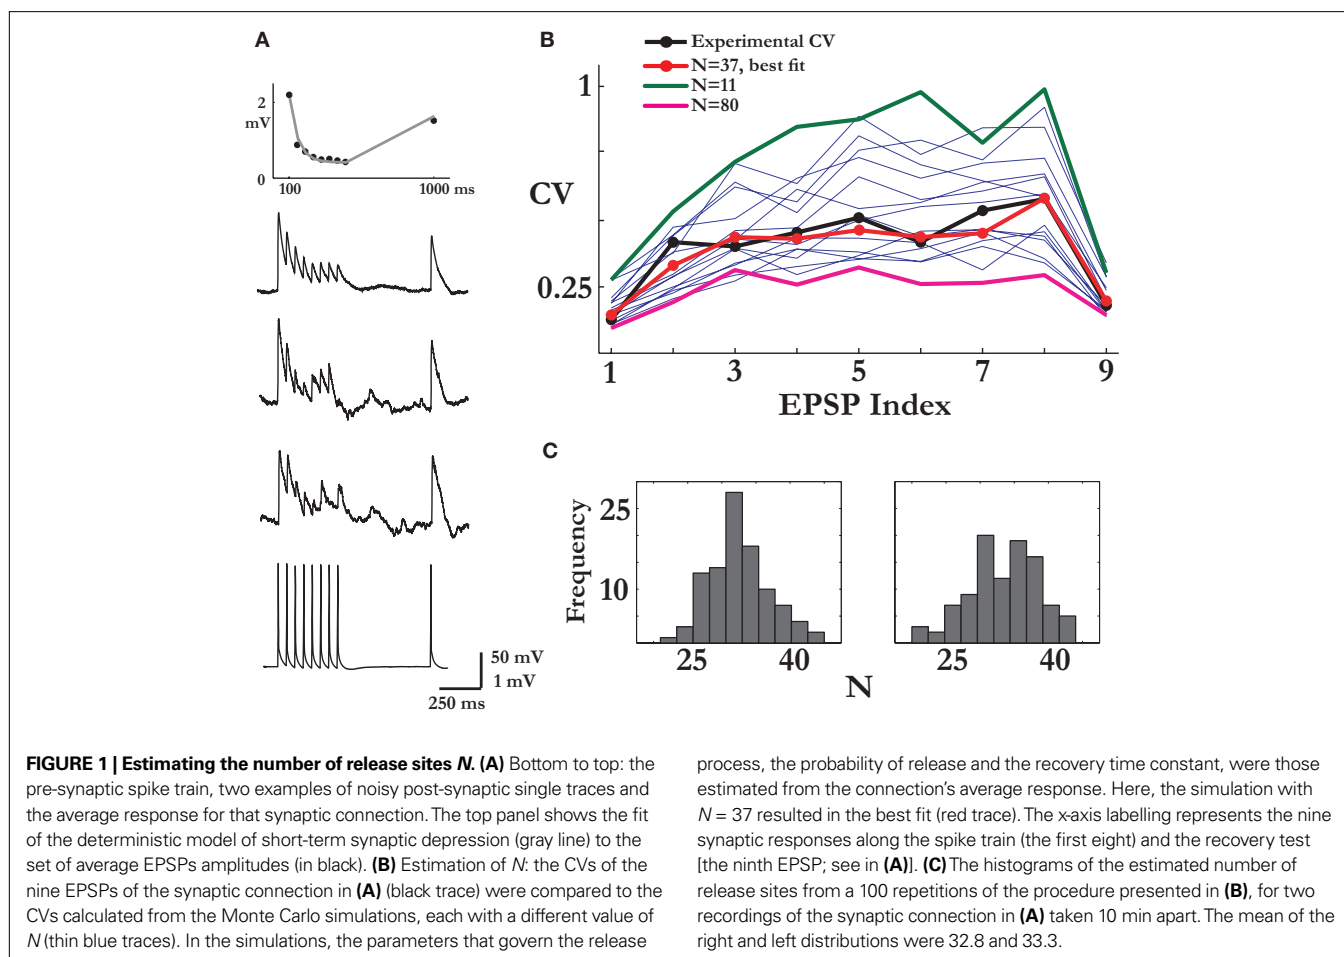 A
2
mV
0
100
1000 ms
50 mV
1 mV
250 ms
B
Experimental CV
N=37, best fit
N=11
N=80
1
CV
0.25
1
3
5
7
9
EPSP Index
C
Frequency
25
10
25
40
25
40
N
FIGURE 1 | Estimating the number of release sites N. (A) Bottom to top: the
pre-synaptic spike train, two examples of noisy post-synaptic single traces and
the average response for that synaptic connection. The top panel shows the fit
of the deterministic model of short-term synaptic depression (gray line) to the
set of average EPSPs amplitudes (in black). (B) Estimation of N: the CVs of the
nine EPSPs of the synaptic connection in (A) (black trace) were compared to the
CVs calculated from the Monte Carlo simulations, each with a different value of
N (thin blue traces). In the simulations, the parameters that govern the release
process, the probability of release and the recovery time constant, were those
estimated from the connection's average response. Here, the simulation with
N = 37 resulted in the best fit (red trace). The x-axis labelling represents the nine
synaptic responses along the spike train (the first eight) and the recovery test
[the ninth EPSP; see in (A)]. (C) The histograms of the estimated number of
release sites from a 100 repetitions of the procedure presented in (B), for two
recordings of the synaptic connection in (A) taken 10 min apart. The mean of the
right and left distributions were 32.8 and 33.3.